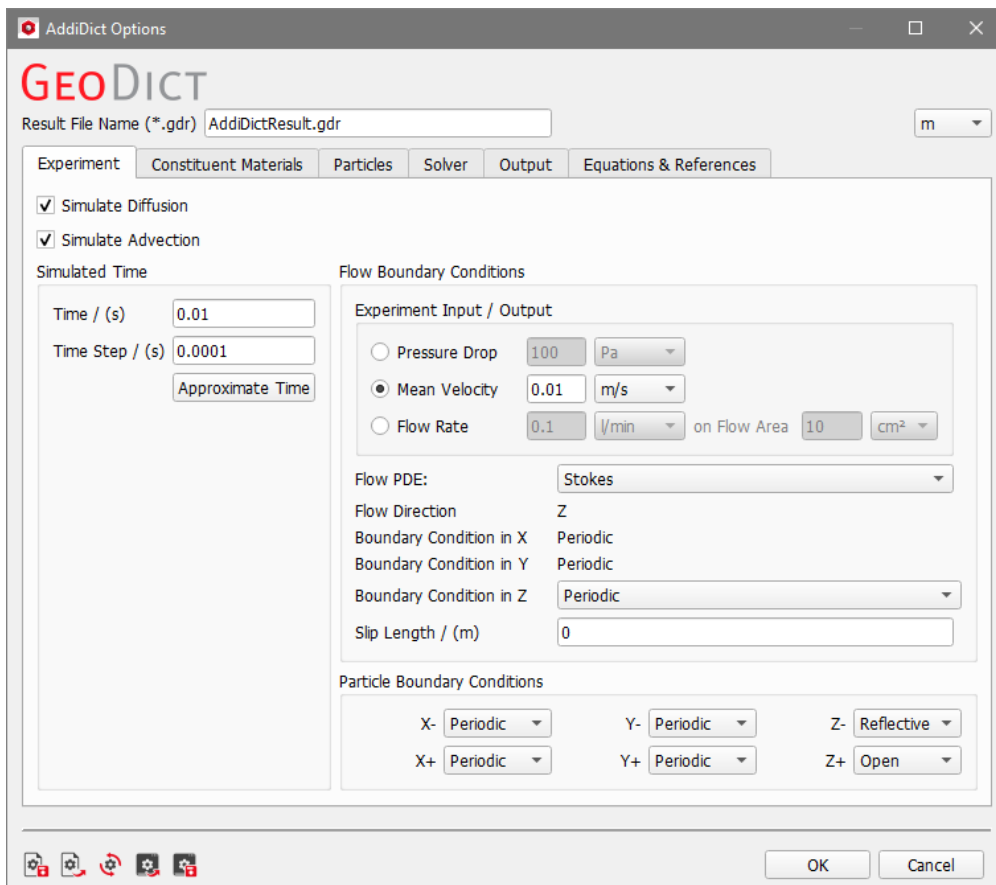 AddiDict Options
GEODICT
Result File Name (*.gdr) AddiDictResult.gdr m
Experiment Constituent Materials Particles Solver Output Equations & References
Simulate Diffusion
Simulate Advection
Simulated Time
Time / (s) 0.01
Time Step / (s) 0.0001
Approximate Time
Flow Boundary Conditions
Experiment Input / Output
Pressure Drop 100 Pa
Mean Velocity 0.01 m/s
Flow Rate 0.1 l/min on Flow Area 10 cm²
Flow PDE: Stokes
Flow Direction Z
Boundary Condition in X Periodic
Boundary Condition in Y Periodic
Boundary Condition in Z Periodic
Slip Length / (m) 0
Particle Boundary Conditions
X- Periodic Y- Periodic Z- Reflective
X+ Periodic Y+ Periodic Z+ Open
OK Cancel